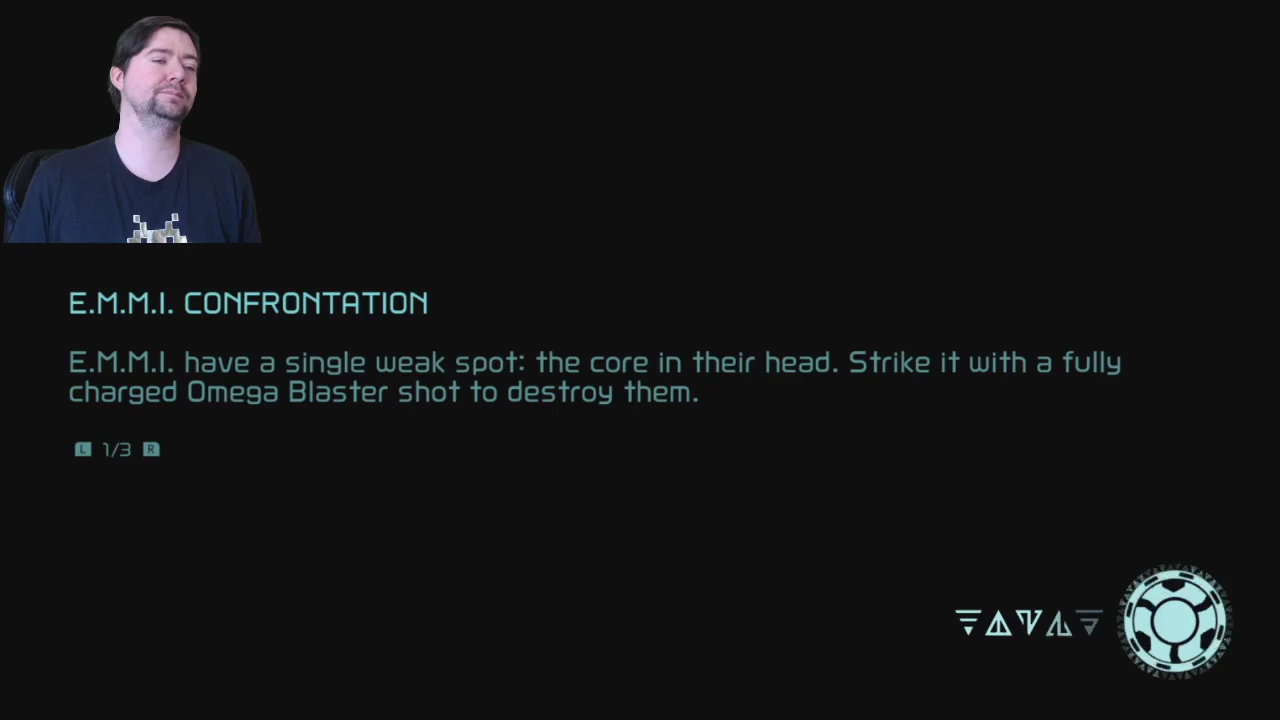 E.M.M.I. CONFRONTATION
E.M.M.I. have a single weak spot: the core in their head. Strike it with a fully
charged Omega Blaster shot to destroy them.
L 1/3 R